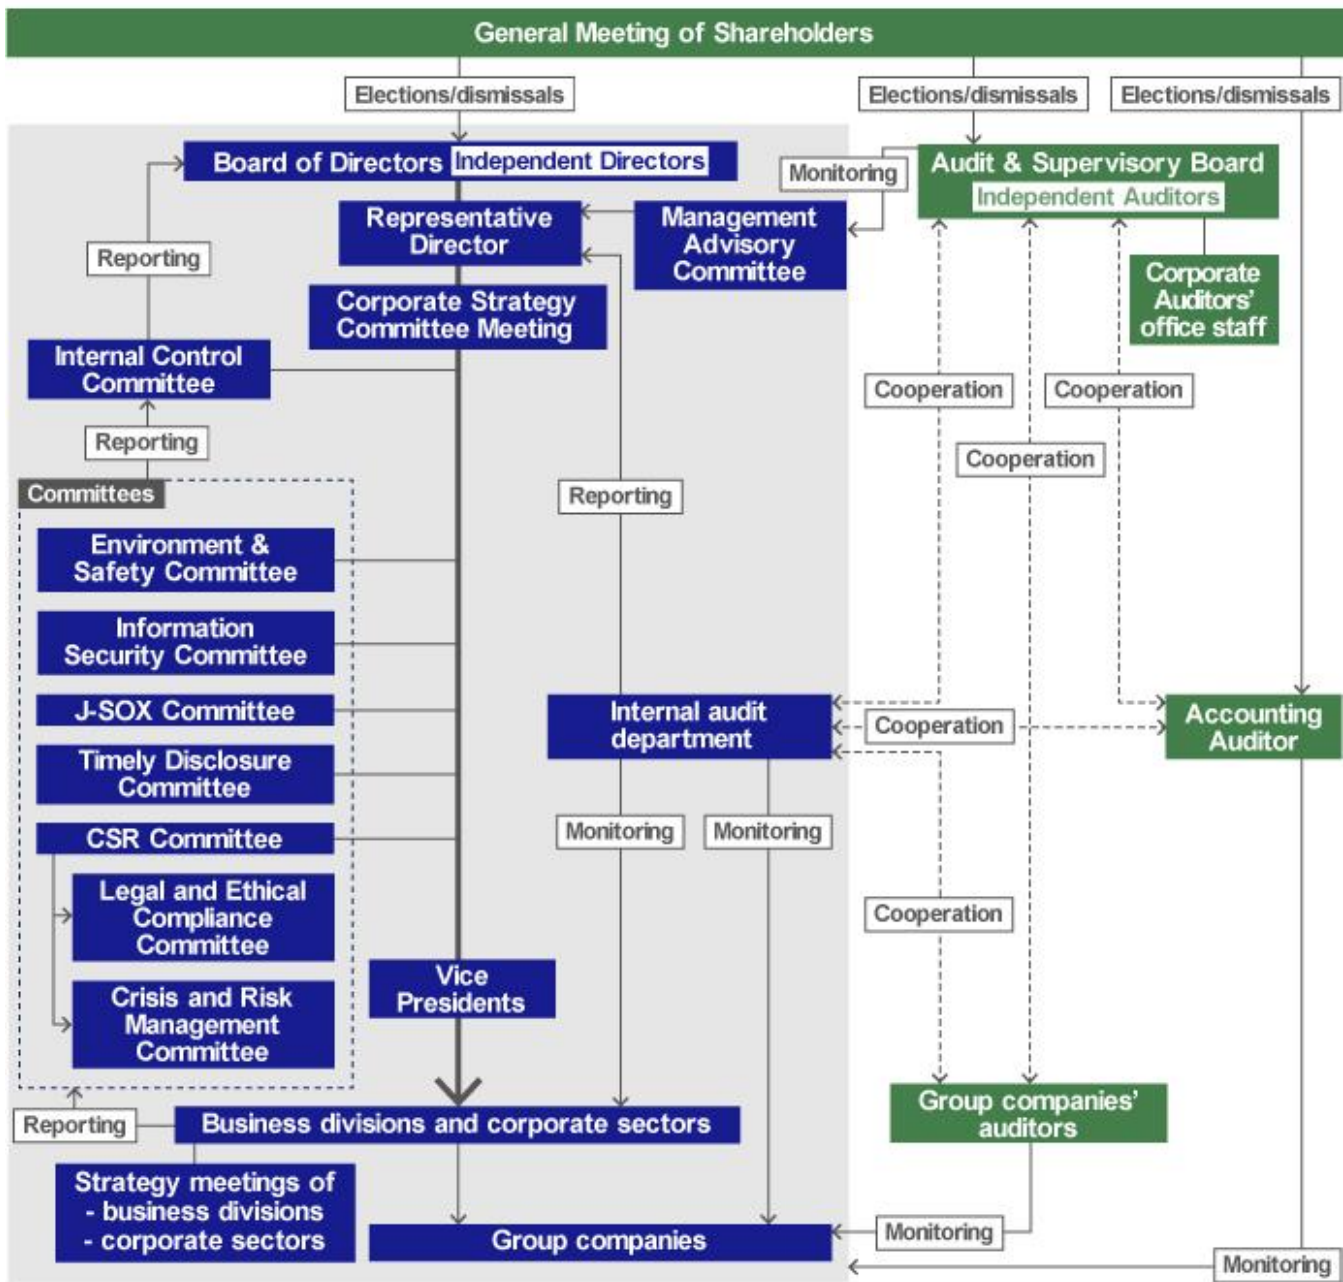 General Meeting of Shareholders
Elections/dismissals
Elections/dismissals
Elections/dismissals
Board of Directors Independent Directors
Monitoring
Audit & Supervisory Board
Independent Auditors
Representative
Director
Management
Advisory
Committee
Reporting
Corporate
Auditors'
office staff
Corporate Strategy
Committee Meeting
Internal Control
Committee
Cooperation
Cooperation
Reporting
Cooperation
Committees
Reporting
Environment &
Safety Committee
Information
Security Committee
J-SOX Committee
Internal audit
department
Cooperation
Accounting
Auditor
Timely Disclosure
Committee
CSR Committee
Monitoring
Monitoring
Legal and Ethical
Compliance
Committee
Cooperation
Vice
Presidents
Crisis and Risk
Management
Committee
Reporting
Business divisions and corporate sectors
Group companies'
auditors
Strategy meetings of
- business divisions
- corporate sectors
Group companies
Monitoring
Monitoring